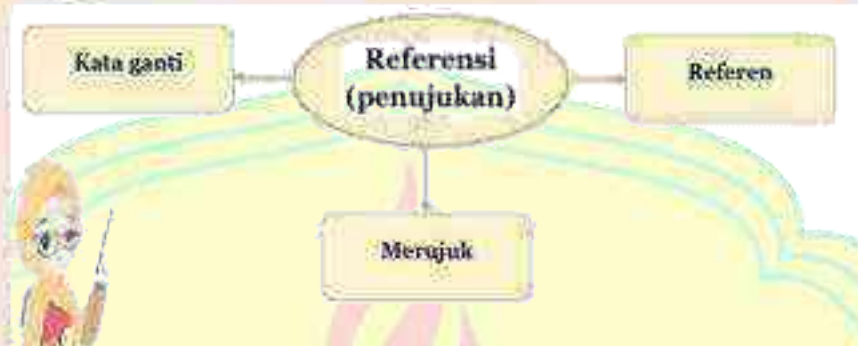 Kata ganti
Referensi
(penujukan)
Referen
Merujuk